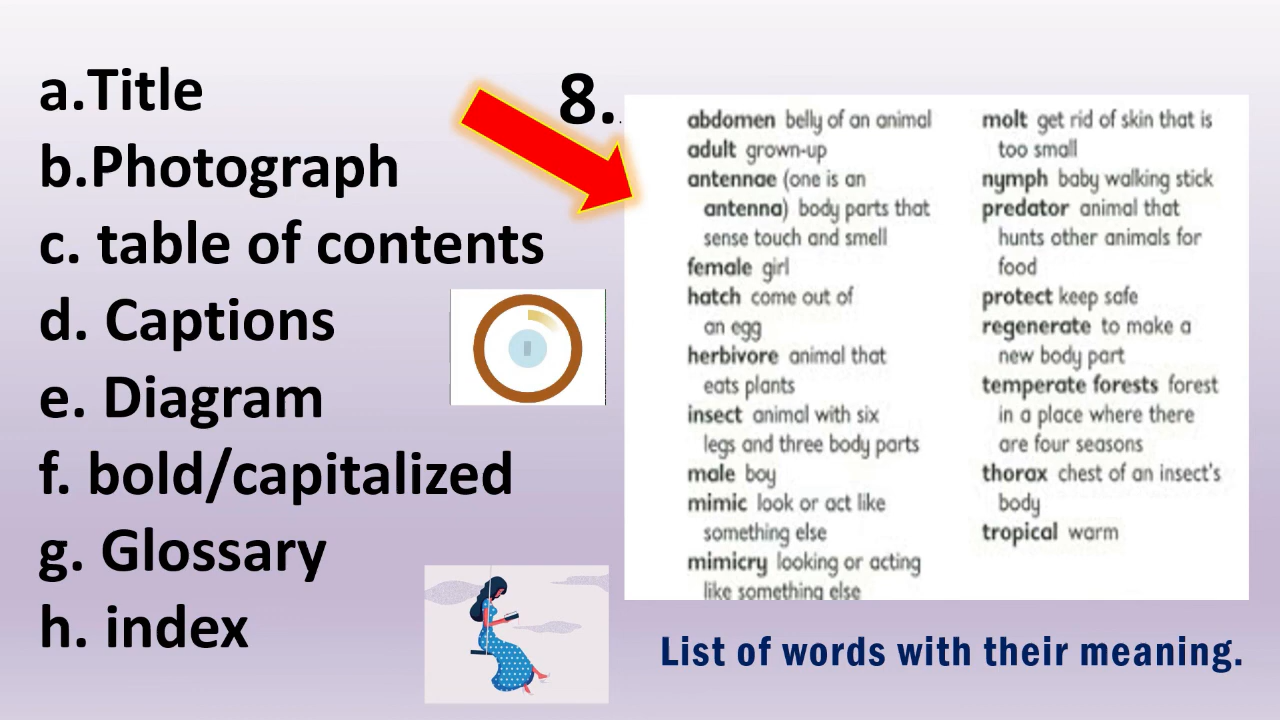 a.Title
b.Photograph
c. table of contents
d. Captions
e. Diagram
f. bold/capitalized
g. Glossary
h. index
8.
abdomen belly of an animal
adult grown-up
antennae (one is an
antenna) body parts that
sense touch and smell
female girl
hatch come out of
an egg
herbivore animal that
eats plants
insect animal with six
legs and three body parts
male boy
mimic look or act like
something else
mimicry looking or acting
like something else
molt get rid of skin that is
too small
nymph baby walking stick
predator animal that
hunts other animals for
food
protect keep safe
regenerate to make a
new body part
temperate forests forest
in a place where there
are four seasons
thorax chest of an insect's
body
tropical warm
List of words with their meaning.